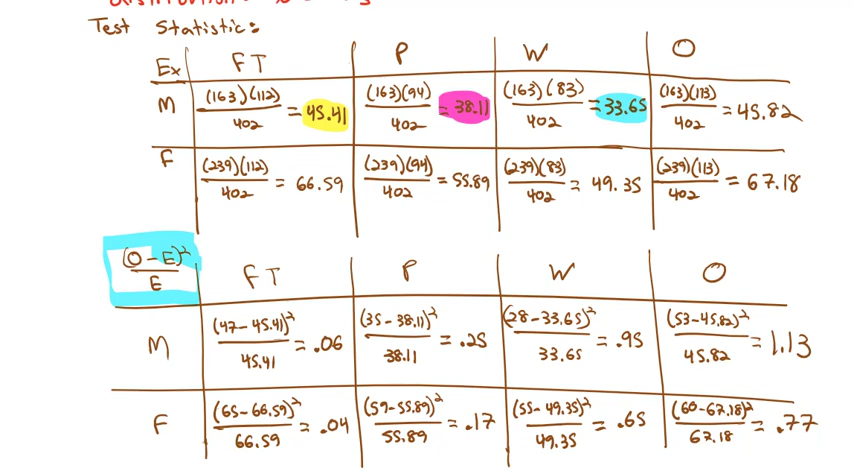 Test Statistic:
Ex FT P W O
M (163)(112)/402 = 45.41 (163)(94)/402 = 38.11 (163)(83)/402 = 33.65 (163)(113)/402 = 45.82
F (239)(112)/402 = 66.59 (239)(94)/402 = 55.89 (239)(83)/402 = 49.35 (239)(113)/402 = 67.18
(O - E)²/E FT P W O
M (47 - 45.41)²/45.41 = .06 (35 - 38.11)²/38.11 = .25 (28 - 33.65)²/33.65 = .95 (53 - 45.82)²/45.82 = 1.13
F (65 - 66.59)²/66.59 = .04 (59 - 55.89)²/55.89 = .17 (55 - 49.35)²/49.35 = .65 (60 - 67.18)²/67.18 = .77